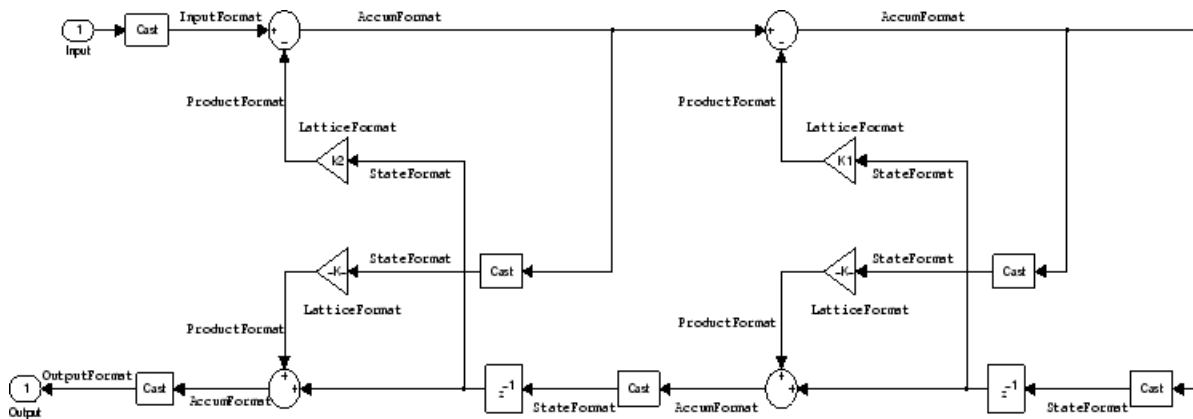 InputFormat
AccumFormat
AccumFormat
1
Cast
+
−
+
−
Input
ProductFormat
ProductFormat
LatticeFormat
LatticeFormat
k2
K1
StateFormat
StateFormat
StateFormat
StateFormat
-K-
Cast
-K-
Cast
LatticeFormat
LatticeFormat
ProductFormat
ProductFormat
OutputFormat
1
Cast
+
+
z-1
Cast
+
+
z-1
Cast
AccumFormat
StateFormat
AccumFormat
StateFormat
Output